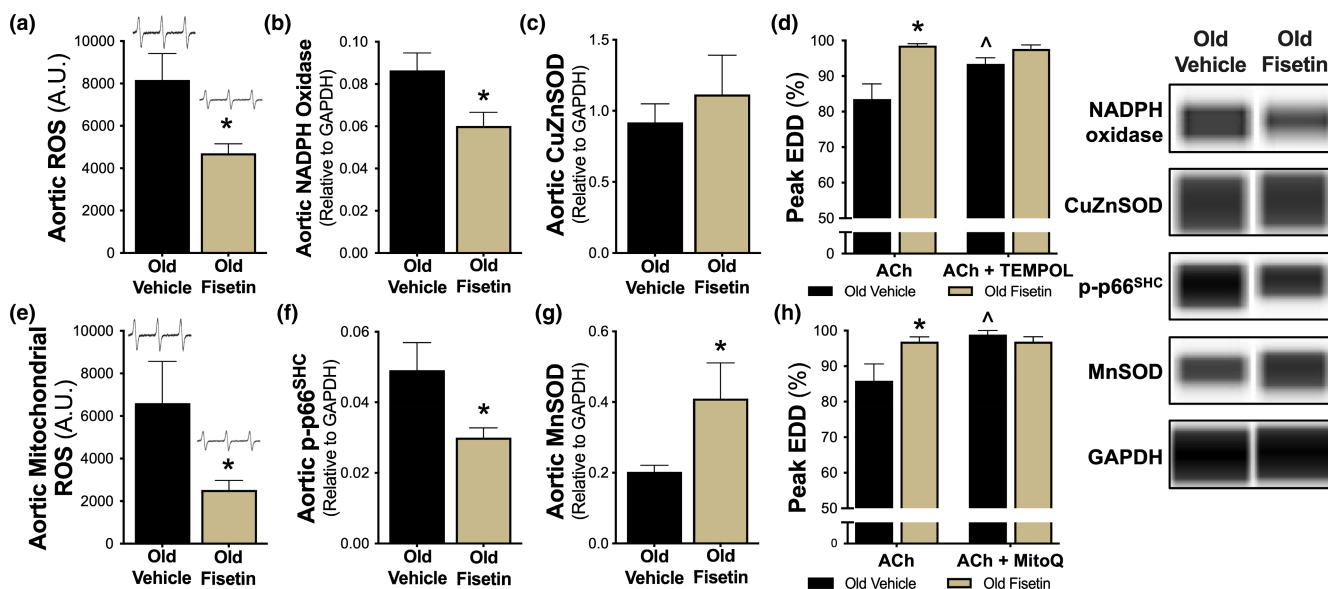 (a)
Aortic ROS (A.U.)
10000
8000
6000
4000
2000
0
*
Old Vehicle
Old Fisetin
(b)
Aortic NADPH Oxidase
(Relative to GAPDH)
0.10
0.08
0.06
0.04
0.02
0.00
*
Old Vehicle
Old Fisetin
(c)
Aortic CuZnSOD
(Relative to GAPDH)
1.5
1.0
0.5
0.0
Old Vehicle
Old Fisetin
(d)
Peak EDD (%)
100
90
80
70
60
50
0
*
^
ACh
ACh + TEMPOL
Old Vehicle
Old Fisetin
Old Vehicle
Old Fisetin
NADPH
oxidase
CuZnSOD
p-p66SHC
MnSOD
GAPDH
(e)
Aortic Mitochondrial
ROS (A.U.)
10000
8000
6000
4000
2000
0
*
Old Vehicle
Old Fisetin
(f)
Aortic p-p66SHC
(Relative to GAPDH)
0.06
0.04
0.02
0.00
*
Old Vehicle
Old Fisetin
(g)
Aortic MnSOD
(Relative to GAPDH)
0.6
0.4
0.2
0.0
*
Old Vehicle
Old Fisetin
(h)
Peak EDD (%)
100
90
80
70
60
50
0
*
^
ACh
ACh + MitoQ
Old Vehicle
Old Fisetin